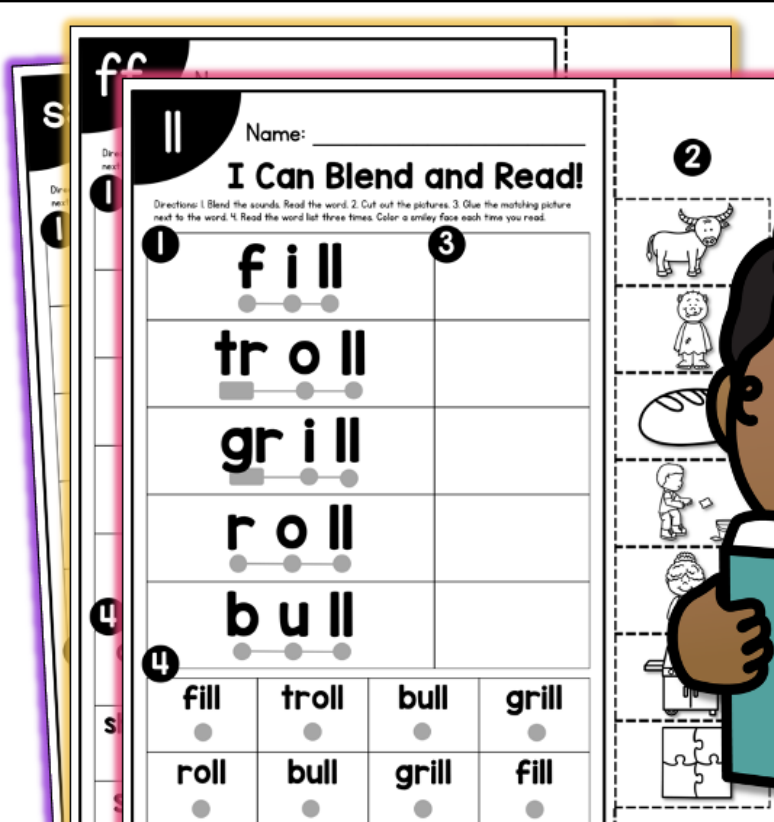 ff
ll
Name:
I Can Blend and Read!
Directions: 1. Blend the sounds. Read the word. 2. Cut out the pictures. 3. Glue the matching picture
next to the word. 4. Read the word list three times. Color a smiley face each time you read.
1 3 2
f i ll
tr o ll
gr i ll
r o ll
b u ll
4
fill troll bull grill
roll bull grill fill
1
4
1